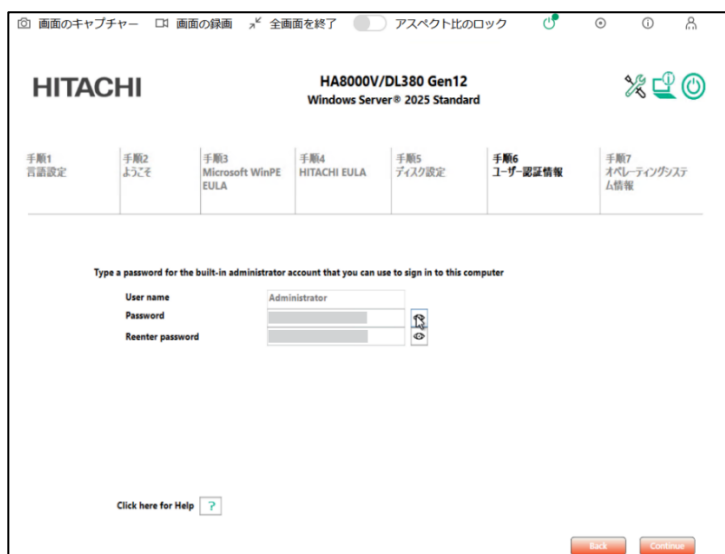 画面のキャプチャー 画面の録画 全画面を終了 アスペクト比のロック
HITACHI
HA8000V/DL380 Gen12
Windows Server® 2025 Standard
手順1
言語設定
手順2
ようこそ
手順3
Microsoft WinPE
EULA
手順4
HITACHI EULA
手順5
ディスク設定
手順6
ユーザー認証情報
手順7
オペレーティングシステ
ム情報
Type a password for the built-in administrator account that you can use to sign in to this computer
User name Administrator
Password
Reenter password
Click here for Help ?
Back Continue